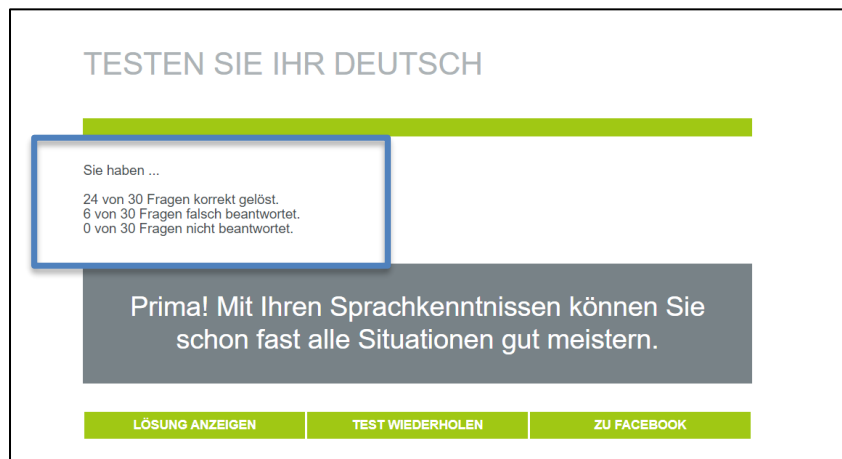 TESTEN SIE IHR DEUTSCH
Sie haben ...
24 von 30 Fragen korrekt gelöst.
6 von 30 Fragen falsch beantwortet.
0 von 30 Fragen nicht beantwortet.
Prima! Mit Ihren Sprachkenntnissen können Sie
schon fast alle Situationen gut meistern.
LÖSUNG ANZEIGEN
TEST WIEDERHOLEN
ZU FACEBOOK